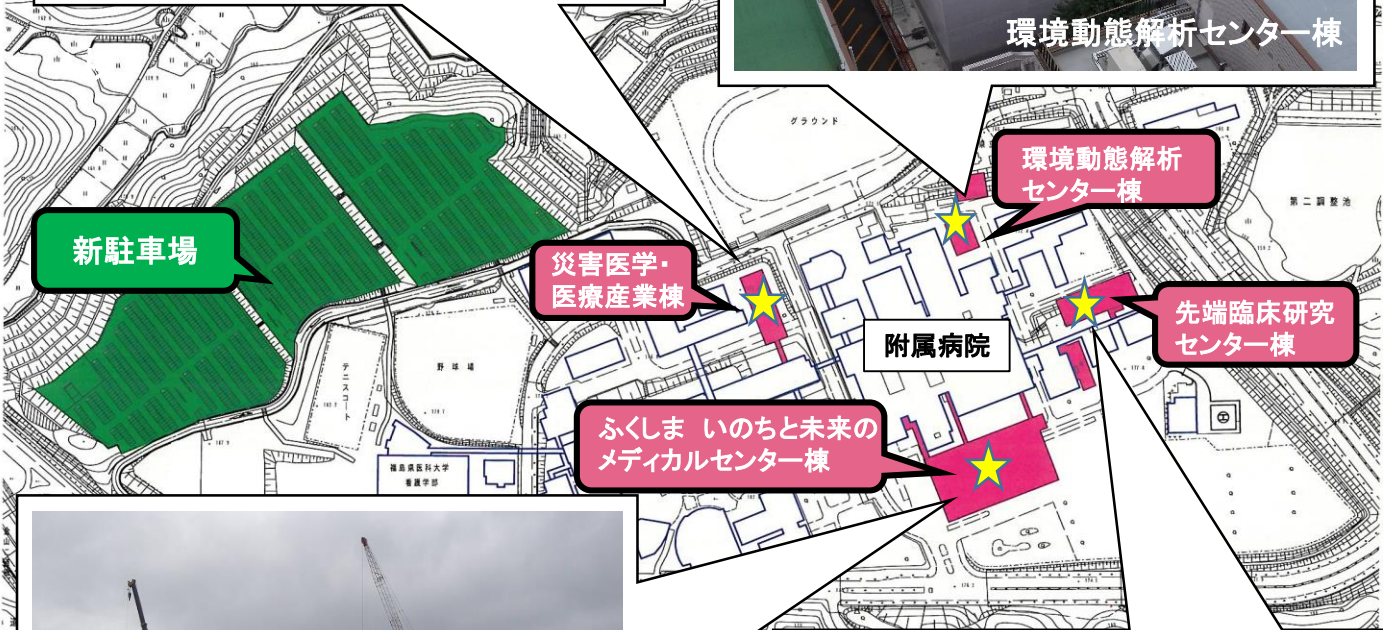 環境動態解析センター棟
グラウンド
環境動態解析
センター棟
第二調整池
新駐車場
災害医学・
医療産業棟
先端臨床研究
センター棟
附属病院
テニスコート
野球場
ふくしま いのちと未来の
メディカルセンター棟
福島県医科大学
看護学部